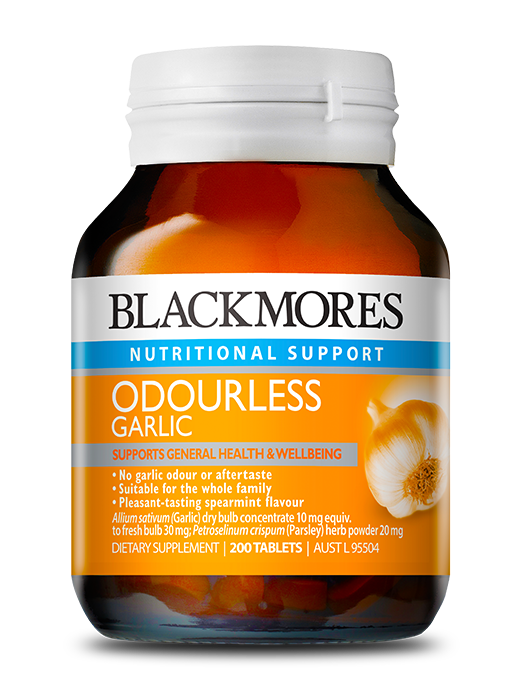 BLACKMORES
NUTRITIONAL SUPPORT
ODOURLESS
GARLIC
SUPPORTS GENERAL HEALTH & WELLBEING
• No garlic odour or aftertaste
• Suitable for the whole family
• Pleasant-tasting spearmint flavour
Allium sativum (Garlic) dry bulb concentrate 10 mg equiv.
to fresh bulb 30 mg; Petroselinum crispum (Parsley) herb powder 20 mg
DIETARY SUPPLEMENT | 200 TABLETS | AUST L 95504